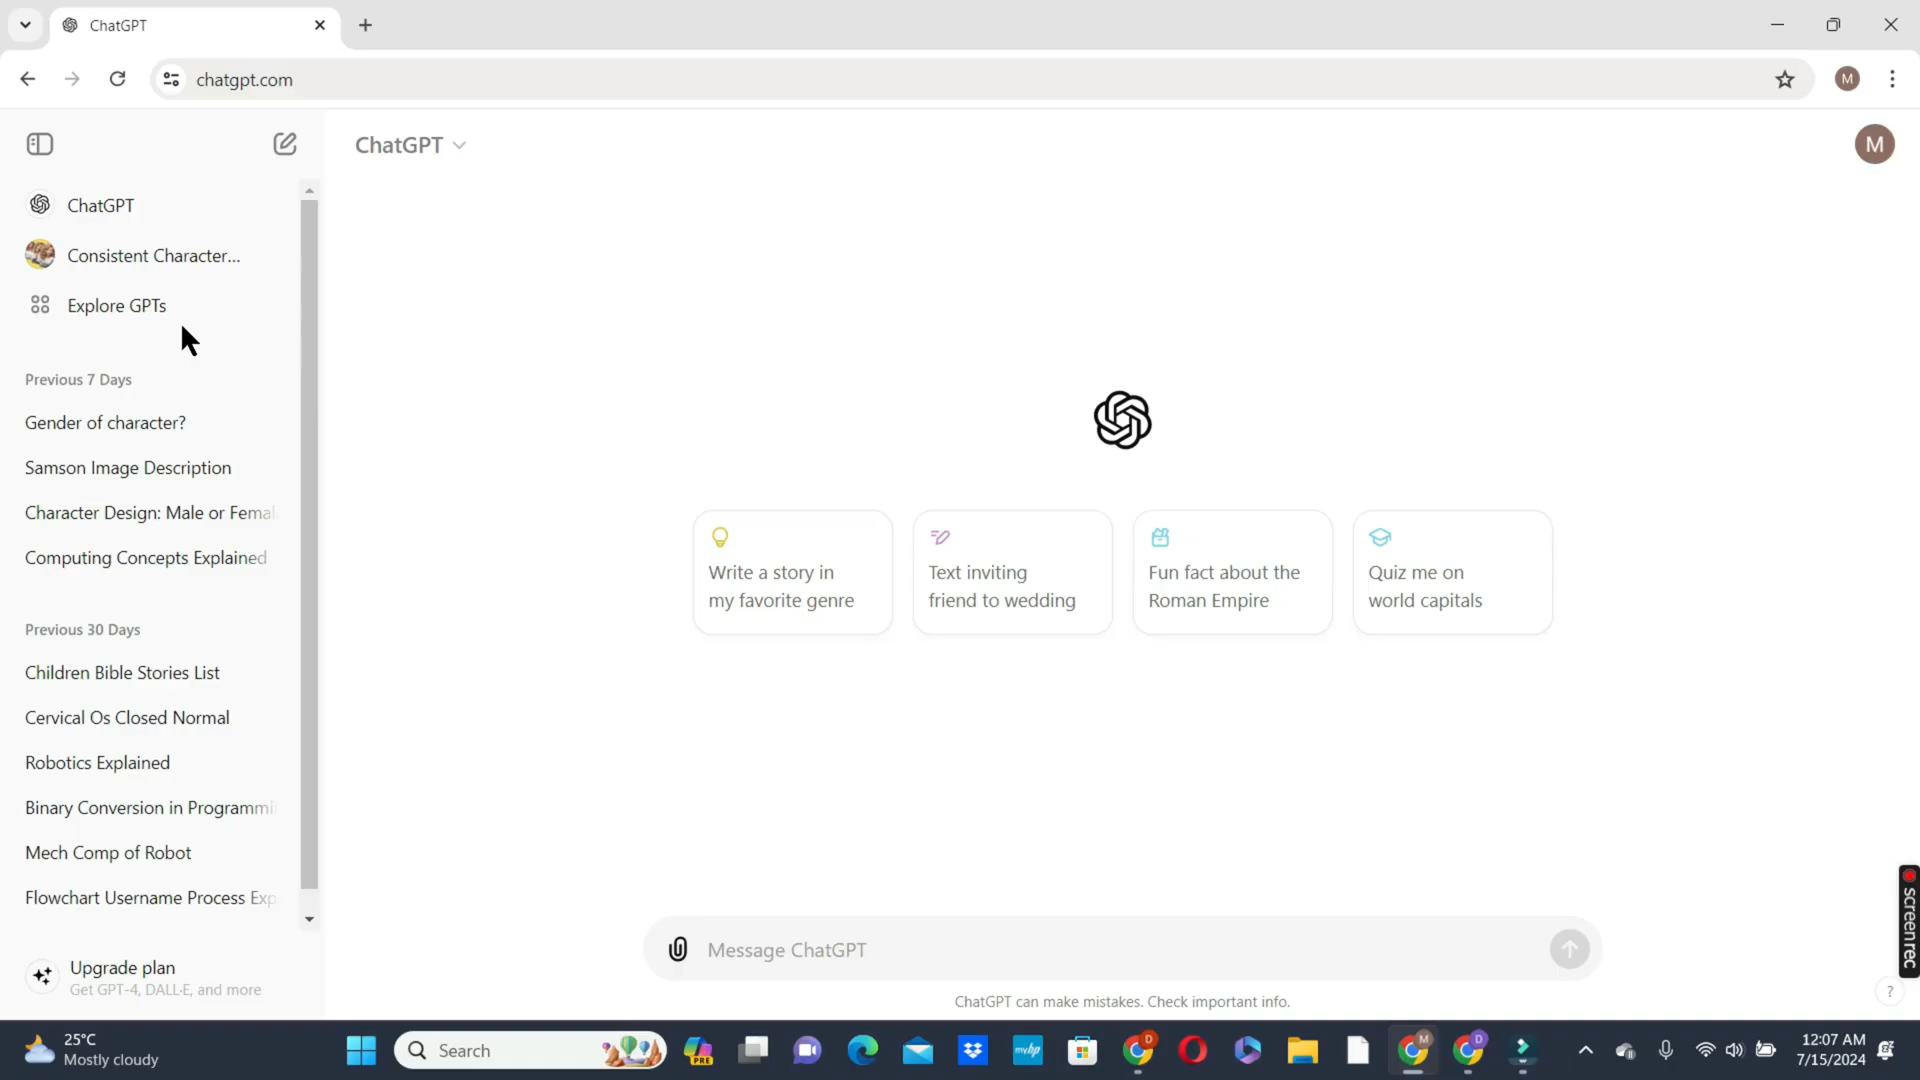 ChatGPT
chatgpt.com
M
ChatGPT
M
ChatGPT
Consistent Character...
Explore GPTs
Previous 7 Days
Gender of character?
Samson Image Description
Character Design: Male or Femal
Computing Concepts Explained
Previous 30 Days
Children Bible Stories List
Cervical Os Closed Normal
Robotics Explained
Binary Conversion in Programmi
Mech Comp of Robot
Flowchart Username Process Exp
Upgrade plan
Get GPT-4, DALL·E, and more
Write a story in
my favorite genre
Text inviting
friend to wedding
Fun fact about the
Roman Empire
Quiz me on
world capitals
Message ChatGPT
ChatGPT can make mistakes. Check important info.
?
screenrec
25°C
Mostly cloudy
Search
PRE
myhp
D
M
D
12:07 AM
7/15/2024